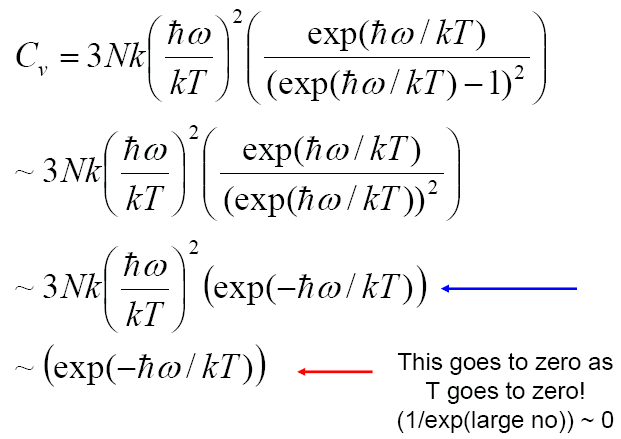 C_v = 3Nk(ħω/kT)²(exp(ħω/kT)/(exp(ħω/kT)−1)²)
~ 3Nk(ħω/kT)²(exp(ħω/kT)/(exp(ħω/kT))²)
~ 3Nk(ħω/kT)²(exp(−ħω/kT))
~ (exp(−ħω/kT))
This goes to zero as
T goes to zero!
(1/exp(large no)) ~ 0